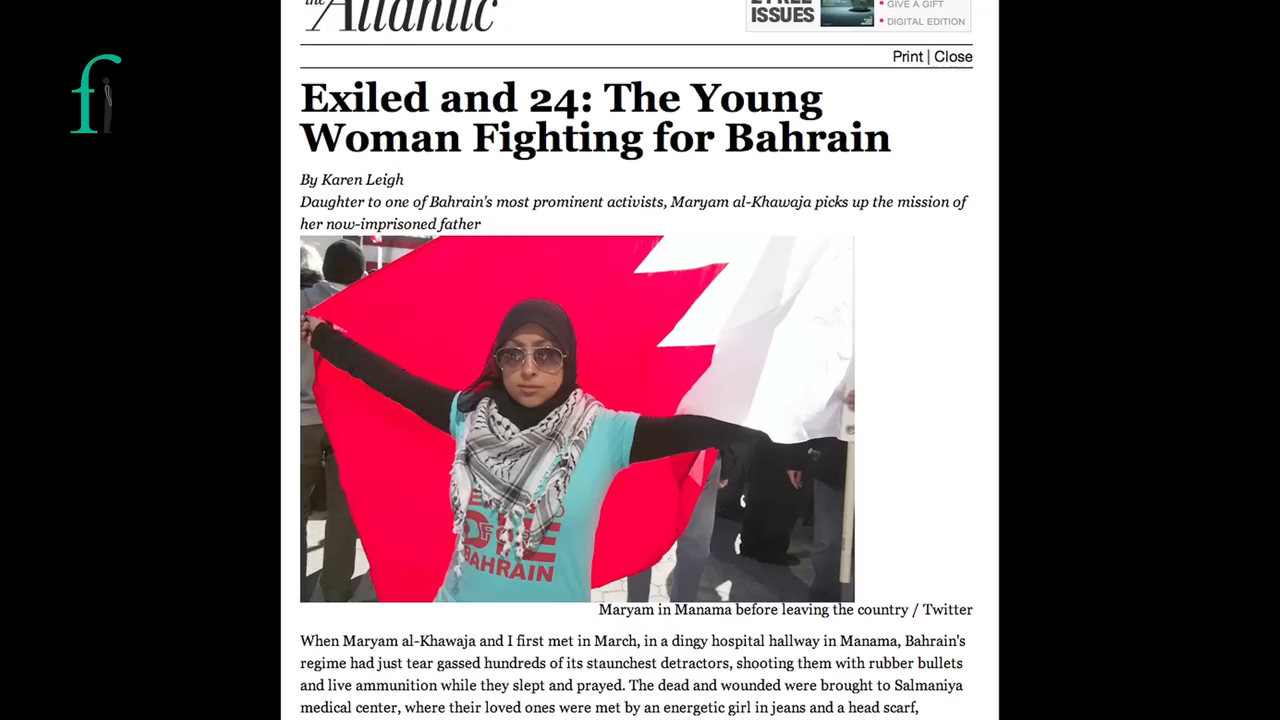 the Atlantic
2 FREE
ISSUES
GIVE A GIFT
DIGITAL EDITION
Print | Close
fi
Exiled and 24: The Young
Woman Fighting for Bahrain
By Karen Leigh
Daughter to one of Bahrain's most prominent activists, Maryam al-Khawaja picks up the mission of
her now-imprisoned father
BAHRAIN
Maryam in Manama before leaving the country / Twitter
When Maryam al-Khawaja and I first met in March, in a dingy hospital hallway in Manama, Bahrain's
regime had just tear gassed hundreds of its staunchest detractors, shooting them with rubber bullets
and live ammunition while they slept and prayed. The dead and wounded were brought to Salmaniya
medical center, where their loved ones were met by an energetic girl in jeans and a head scarf,